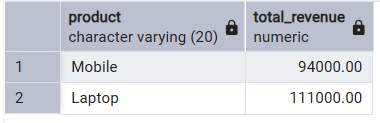 product total_revenue
character varying (20) numeric
1 Mobile 94000.00
2 Laptop 111000.00